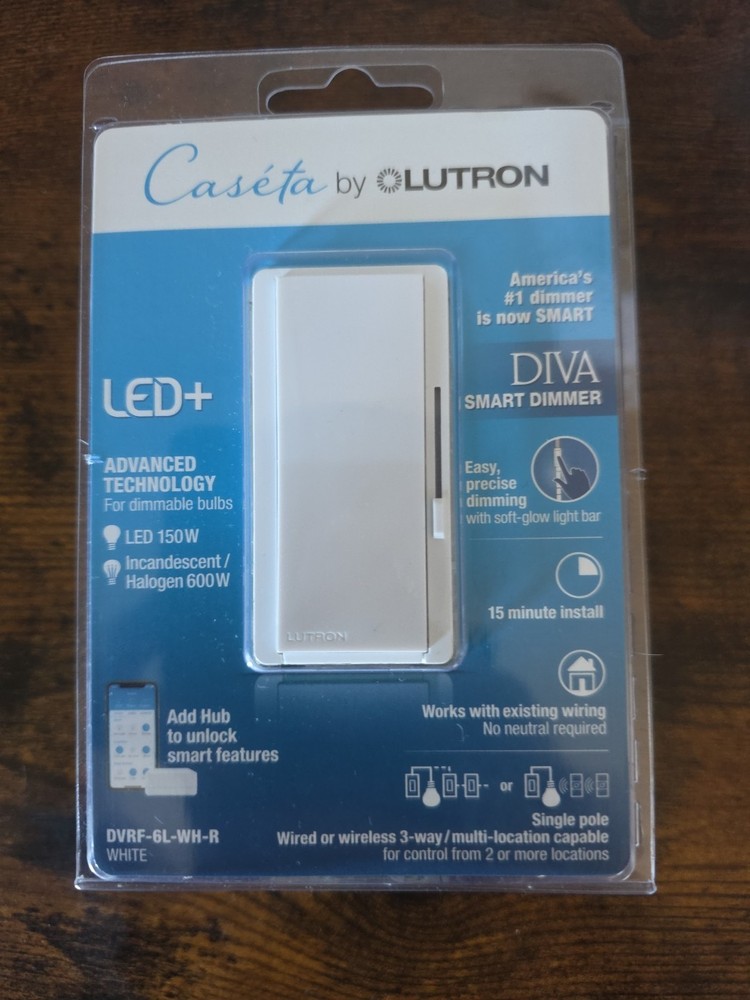 Caséta by LUTRON
America's
#1 dimmer
is now SMART
DIVA
SMART DIMMER
LED+
ADVANCED
TECHNOLOGY
For dimmable bulbs
LED 150W
Incandescent /
Halogen 600W
Easy,
precise
dimming
with soft-glow light bar
15 minute install
LUTRON
Works with existing wiring
No neutral required
Add Hub
to unlock
smart features
or
Single pole
Wired or wireless 3-way / multi-location capable
for control from 2 or more locations
DVRF-6L-WH-R
WHITE